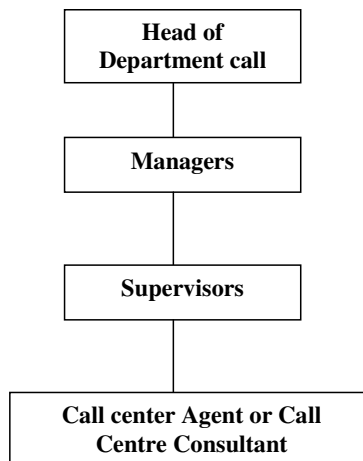 Head of
Department call
Managers
Supervisors
Call center Agent or Call
Centre Consultant